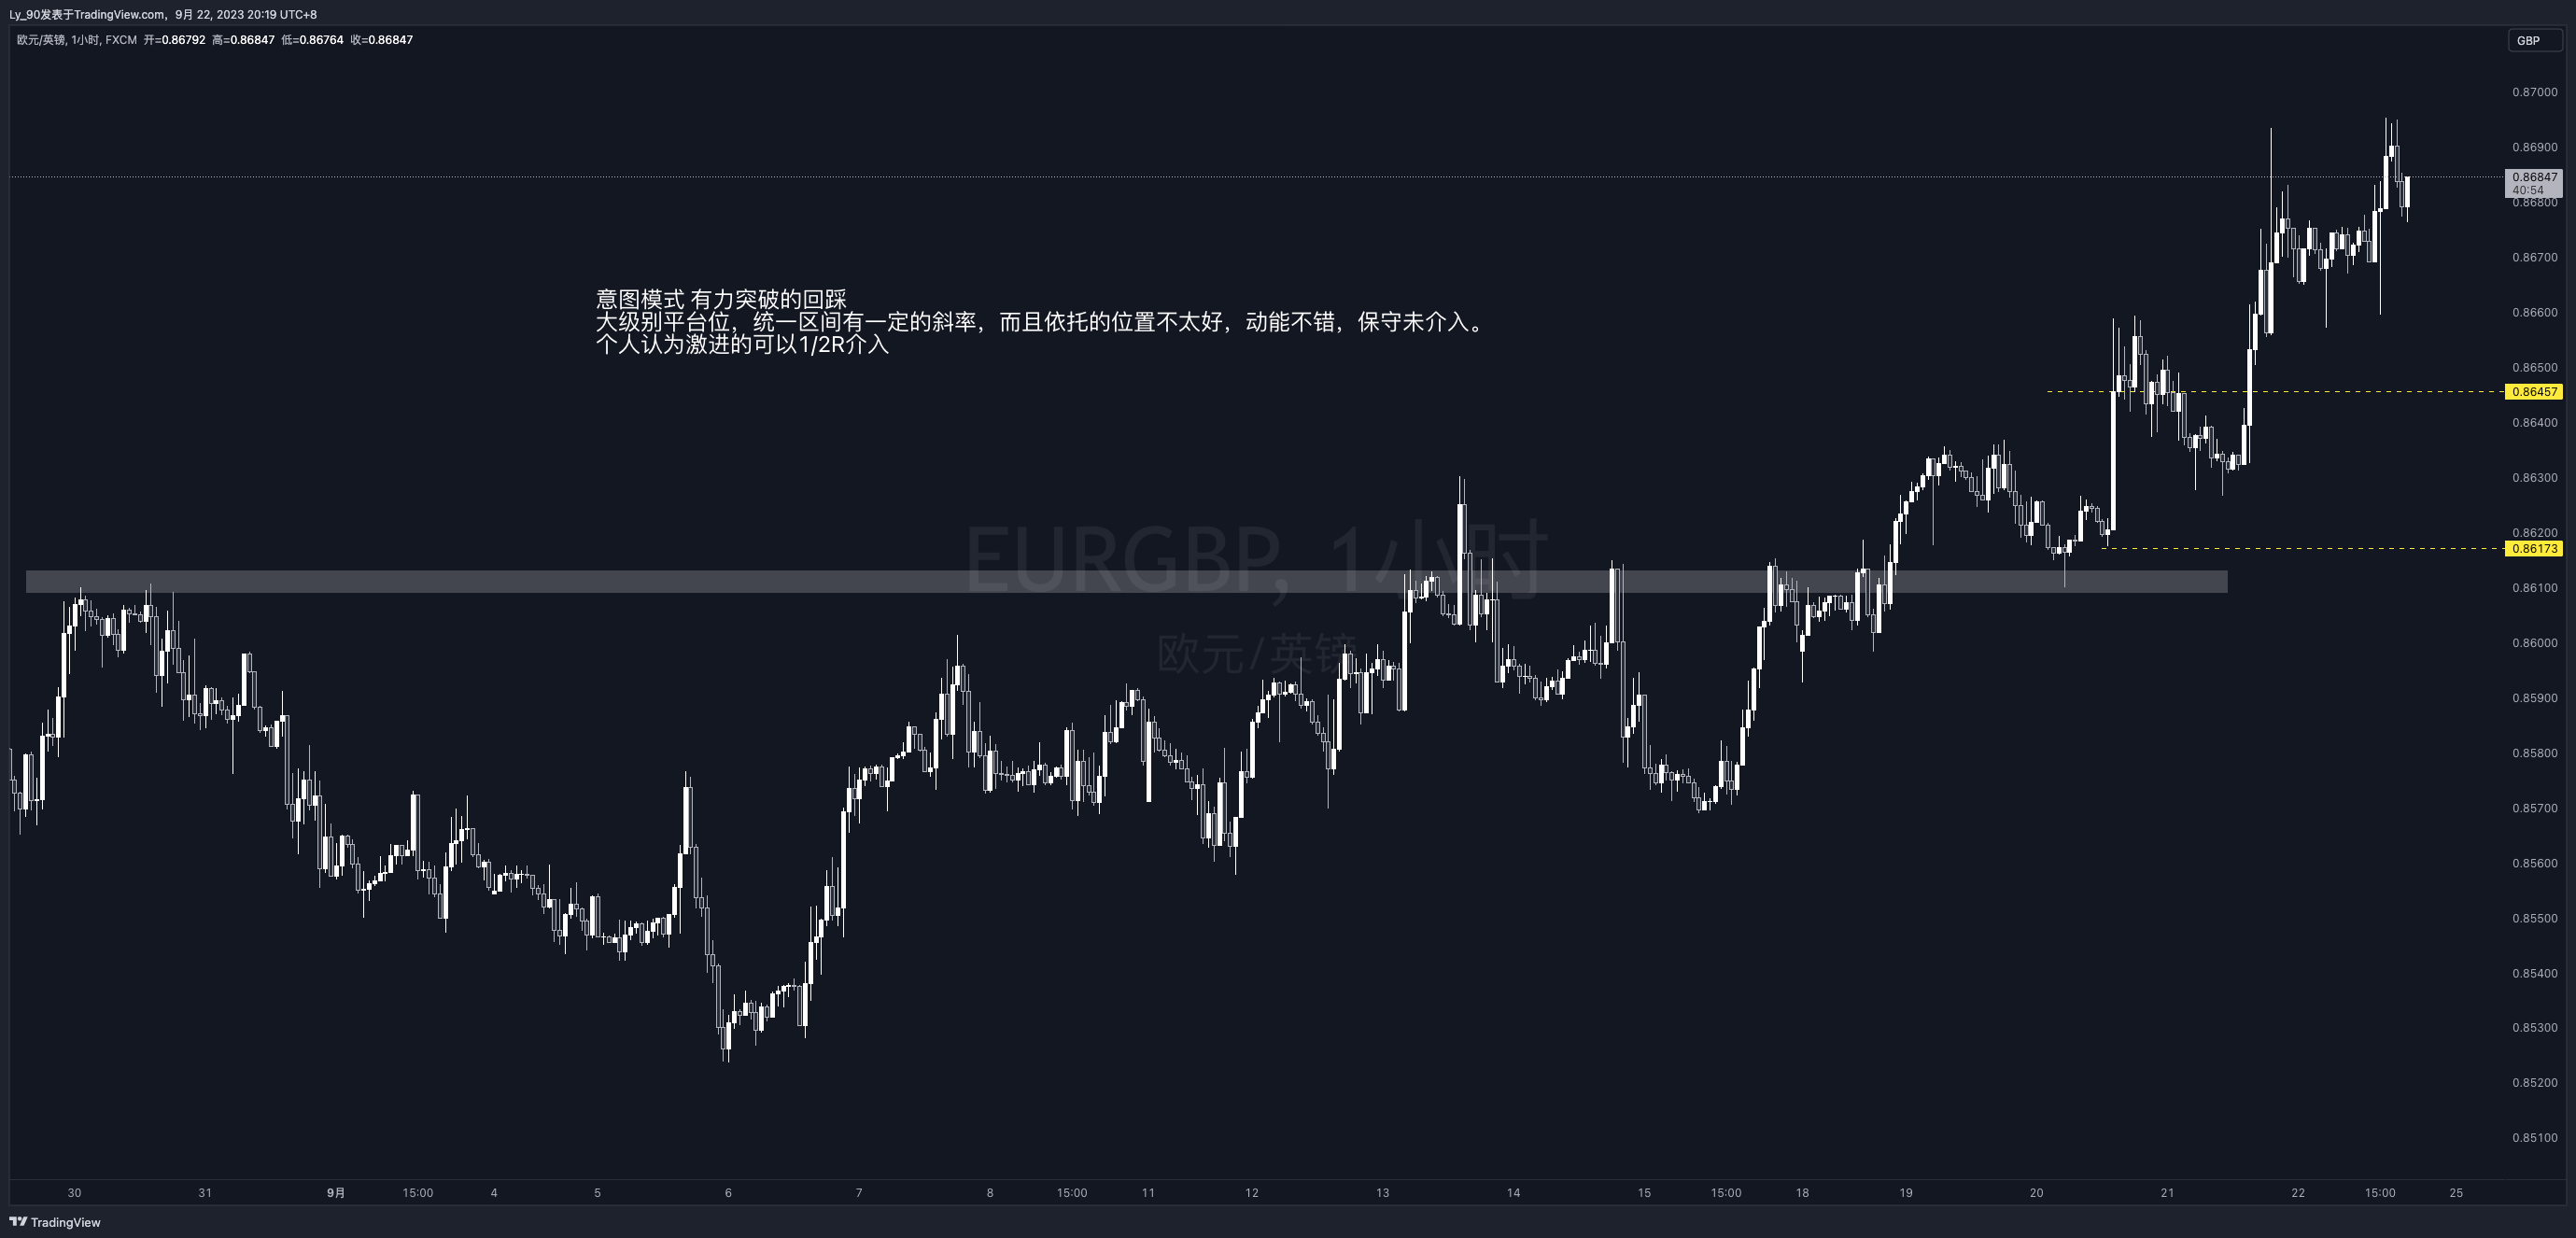 Ly_90发表于TradingView.com，9月 22, 2023 20:19 UTC+8
欧元/英镑, 1小时, FXCM 开=0.86792 高=0.86847 低=0.86764 收=0.86847
GBP
0.87000
0.86900
0.86847
40:54
0.86800
0.86700
意图模式 有力突破的回踩
大级别平台位，统一区间有一定的斜率，而且依托的位置不太好，动能不错，保守未介入。
个人认为激进的可以1/2R介入
0.86600
0.86500
0.86457
0.86400
0.86300
0.86200
0.86173
EURGBP, 1小时
0.86100
欧元/英镑
0.86000
0.85900
0.85800
0.85700
0.85600
0.85500
0.85400
0.85300
0.85200
0.85100
30 31 9月 15:00 4 5 6 7 8 15:00 11 12 13 14 15 15:00 18 19 20 21 22 15:00 25
TradingView